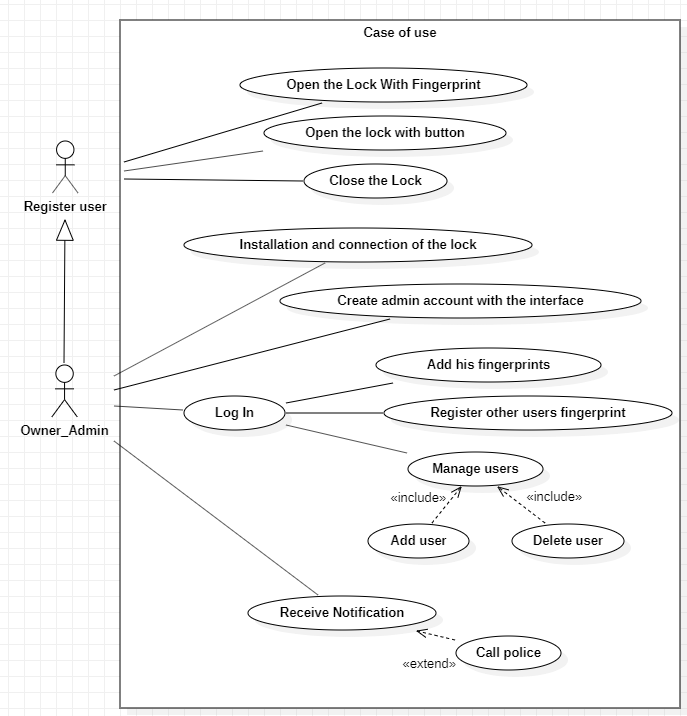 Case of use
Open the Lock With Fingerprint
Open the lock with button
Close the Lock
Register user
Installation and connection of the lock
Create admin account with the interface
Add his fingerprints
Log In
Register other users fingerprint
Owner_Admin
Manage users
«include»
«include»
Add user
Delete user
Receive Notification
Call police
«extend»